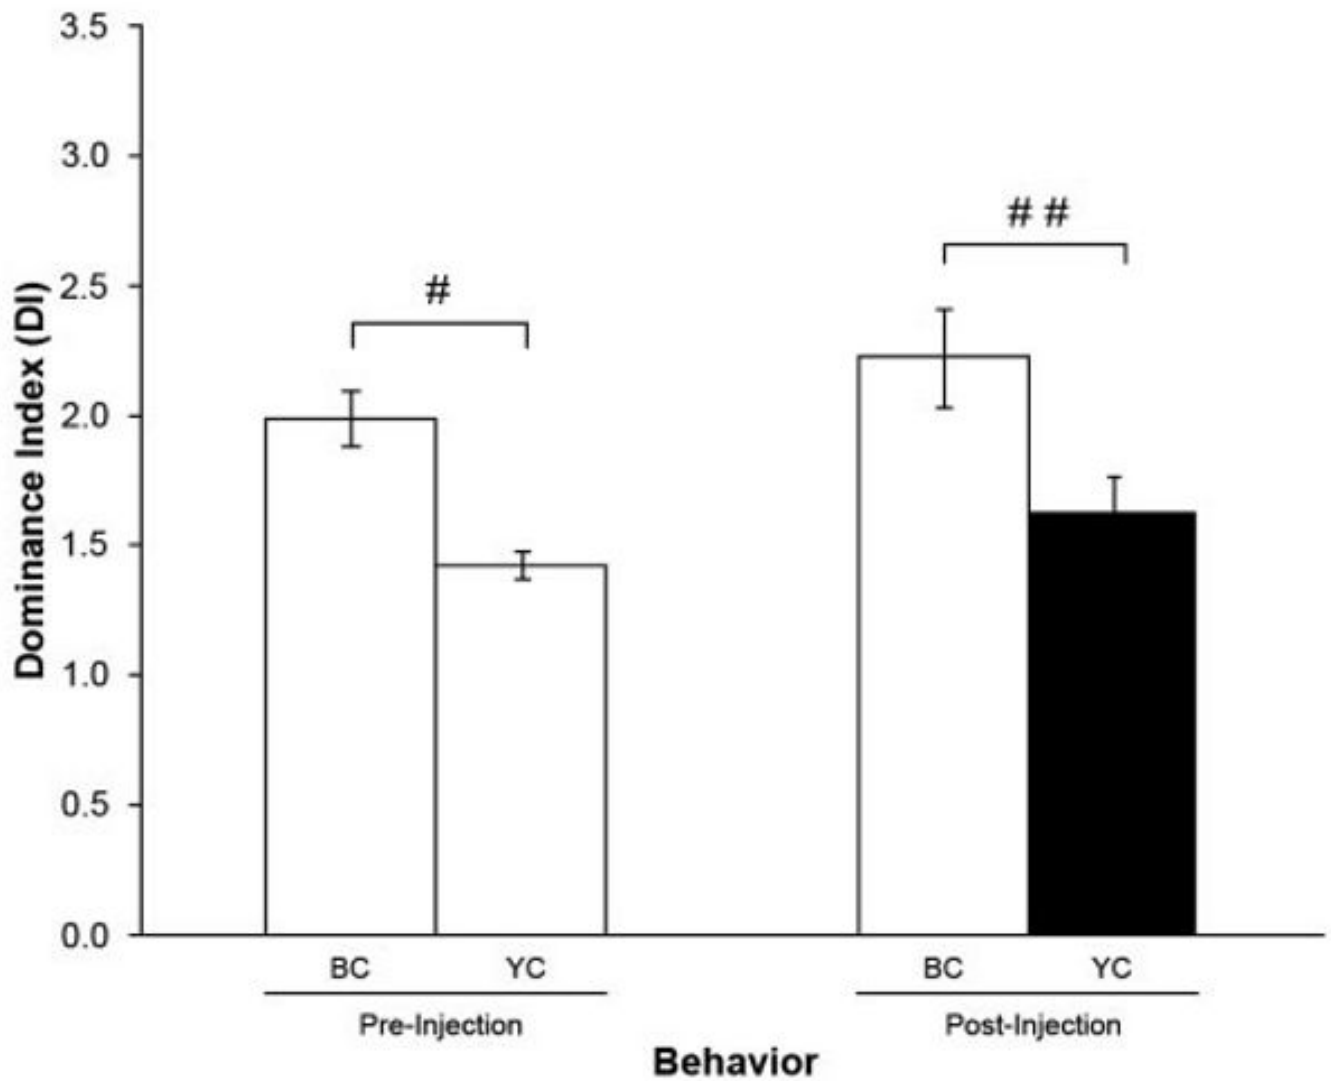 3.5
3.0
2.5
2.0
1.5
1.0
0.5
0.0
Dominance Index (DI)
#
# #
BC YC BC YC
Pre-Injection Post-Injection
Behavior